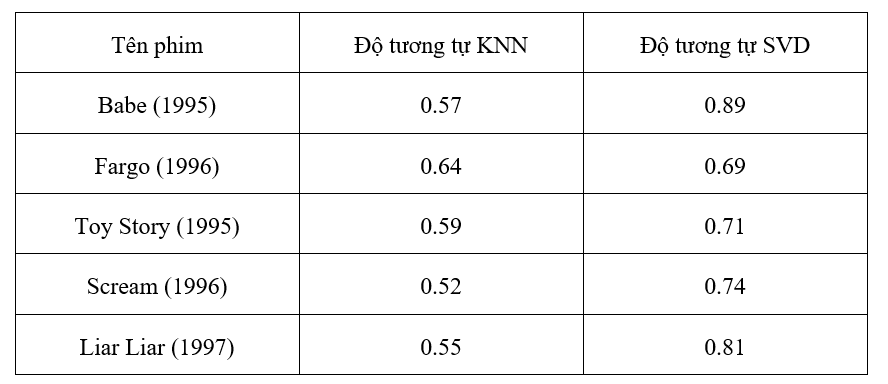 Tên phim Độ tương tự KNN Độ tương tự SVD
Babe (1995) 0.57 0.89
Fargo (1996) 0.64 0.69
Toy Story (1995) 0.59 0.71
Scream (1996) 0.52 0.74
Liar Liar (1997) 0.55 0.81